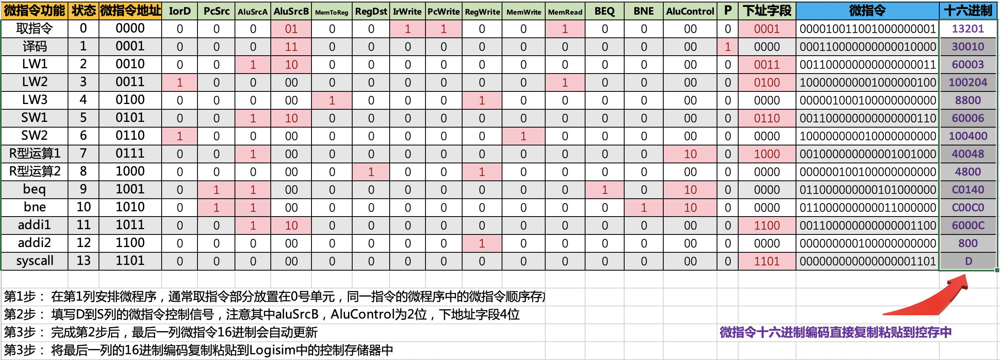 微指令功能 状态 微指令地址 IorD PcSrc AluSrcA AluSrcB MemToReg RegDst IrWrite PcWrite RegWrite MemWrite MemRead BEQ BNE AluControl P 下址字段 微指令 十六进制
取指令 0 0000 0 0 0 01 0 0 1 1 0 0 1 0 0 00 0 0001 000010011001000000001 13201
译码 1 0001 0 0 0 11 0 0 0 0 0 0 0 0 0 00 1 0000 000110000000000010000 30010
LW1 2 0010 0 0 1 10 0 0 0 0 0 0 0 0 0 00 0 0011 001100000000000000011 60003
LW2 3 0011 1 0 0 00 0 0 0 0 0 0 1 0 0 00 0 0100 100000000001000000100 100204
LW3 4 0100 0 0 0 00 1 0 0 0 1 0 0 0 0 00 0 0000 000001000100000000000 8800
SW1 5 0101 0 0 1 10 0 0 0 0 0 0 0 0 0 00 0 0110 001100000000000000110 60006
SW2 6 0110 1 0 0 00 0 0 0 0 0 1 0 0 0 00 0 0000 100000000010000000000 100400
R型运算1 7 0111 0 0 1 00 0 0 0 0 0 0 0 0 0 10 0 1000 001000000000001001000 40048
R型运算2 8 1000 0 0 0 00 0 1 0 0 1 0 0 0 0 00 0 0000 000000100100000000000 4800
beq 9 1001 0 1 1 00 0 0 0 0 0 0 0 1 0 10 0 0000 011000000000101000000 C0140
bne 10 1010 0 1 1 00 0 0 0 0 0 0 0 0 1 10 0 0000 011000000000011000000 C00C0
addi1 11 1011 0 0 1 10 0 0 0 0 0 0 0 0 0 00 0 1100 001100000000000001100 6000C
addi2 12 1100 0 0 0 00 0 0 0 0 1 0 0 0 0 00 0 0000 000000000100000000000 800
syscall 13 1101 0 0 0 00 0 0 0 0 0 0 0 0 0 00 0 1101 000000000000000001101 D
第1步： 在第1列安排微程序，通常取指令部分放置在0号单元，同一指令的微程序中的微指令顺序存放
第2步： 填写D到S列的微指令控制信号，注意其中aluSrcB，AluControl为2位，下地址字段4位
第3步： 完成第2步后，最后一列微指令16进制会自动更新
微指令十六进制编码直接复制粘贴到控存中
第3步： 将最后一列的16进制编码复制粘贴到Logisim中的控制存储器中